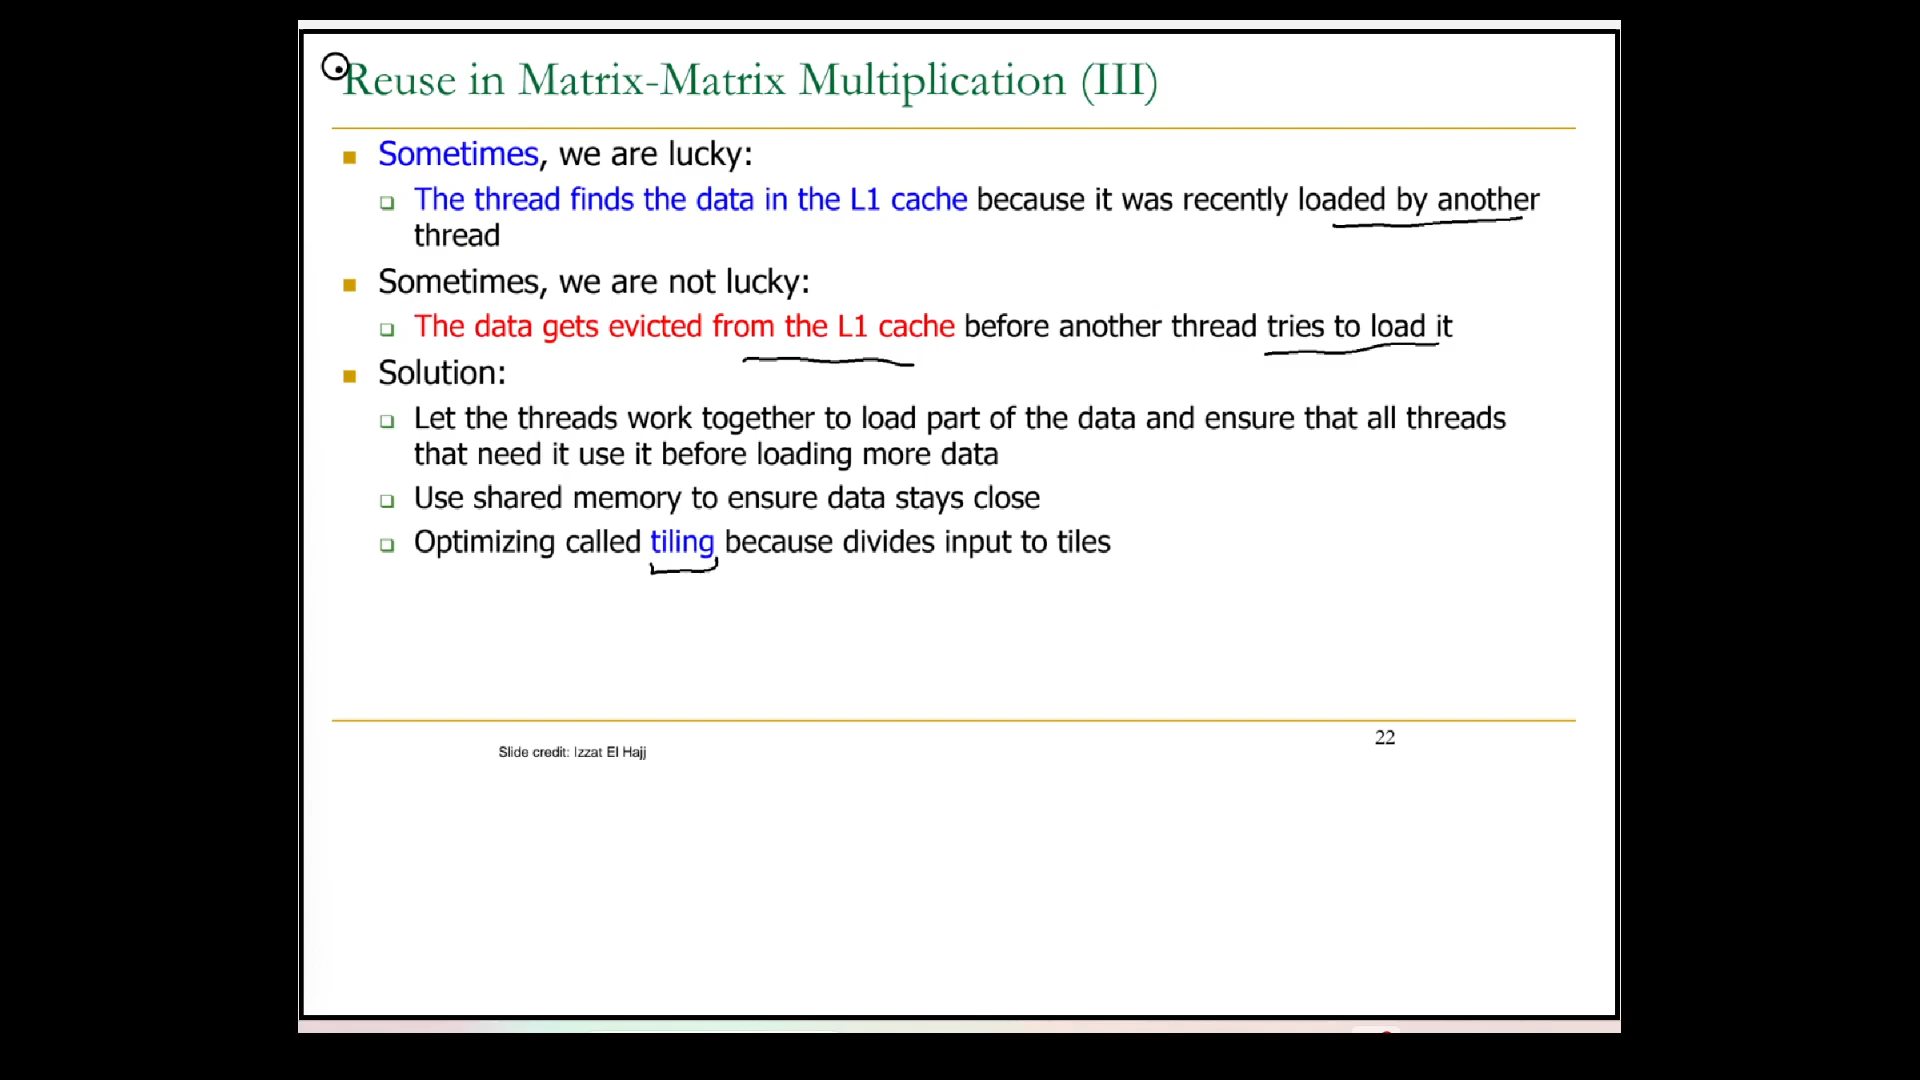 Reuse in Matrix-Matrix Multiplication (III)
Sometimes, we are lucky:
The thread finds the data in the L1 cache because it was recently loaded by another
thread
Sometimes, we are not lucky:
The data gets evicted from the L1 cache before another thread tries to load it
Solution:
Let the threads work together to load part of the data and ensure that all threads
that need it use it before loading more data
Use shared memory to ensure data stays close
Optimizing called tiling because divides input to tiles
22
Slide credit: Izzat El Hajj